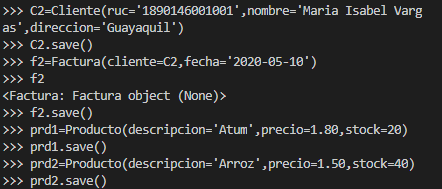 >>> C2=Cliente(ruc='1890146001001',nombre='Maria Isabel Varg
as',direccion='Guayaquil')
>>> C2.save()
>>> f2=Factura(cliente=C2,fecha='2020-05-10')
>>> f2
<Factura: Factura object (None)>
>>> f2.save()
>>> prd1=Producto(descripcion='Atum',precio=1.80,stock=20)
>>> prd1.save()
>>> prd2=Producto(descripcion='Arroz',precio=1.50,stock=40)
>>> prd2.save()